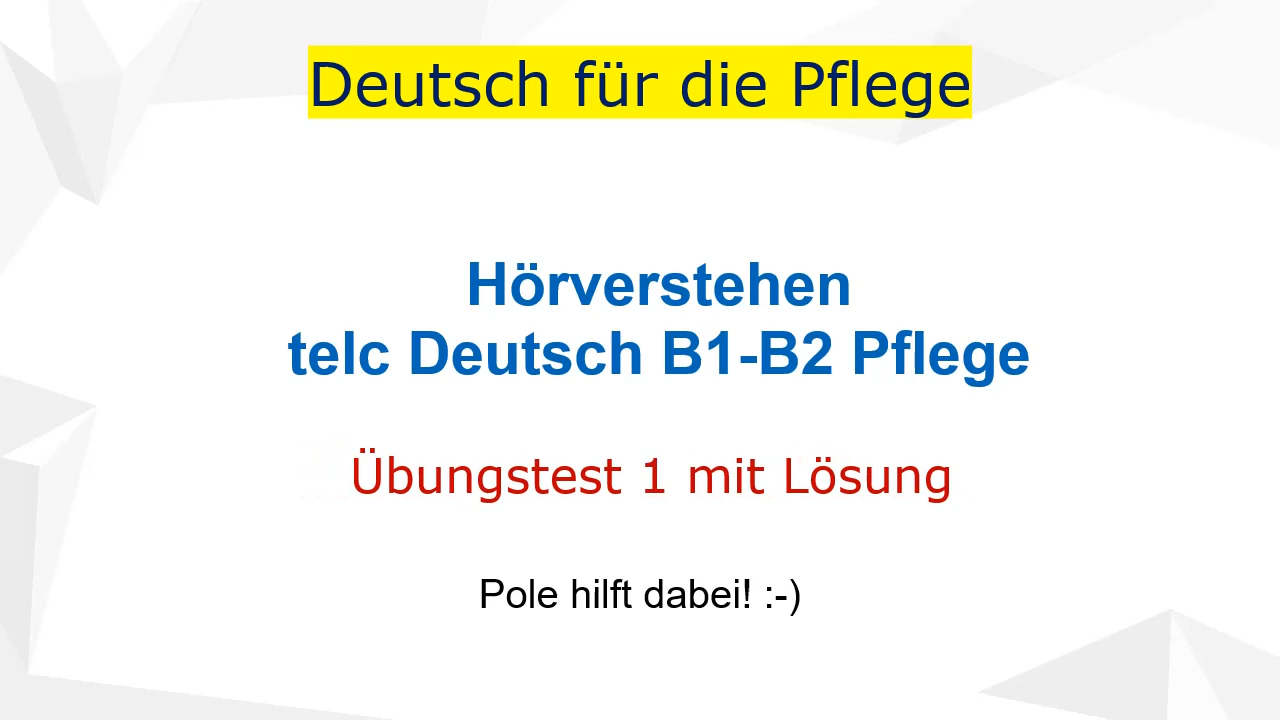 Deutsch für die Pflege
Hörverstehen
telc Deutsch B1-B2 Pflege
Übungstest 1 mit Lösung
Pole hilft dabei! :-)